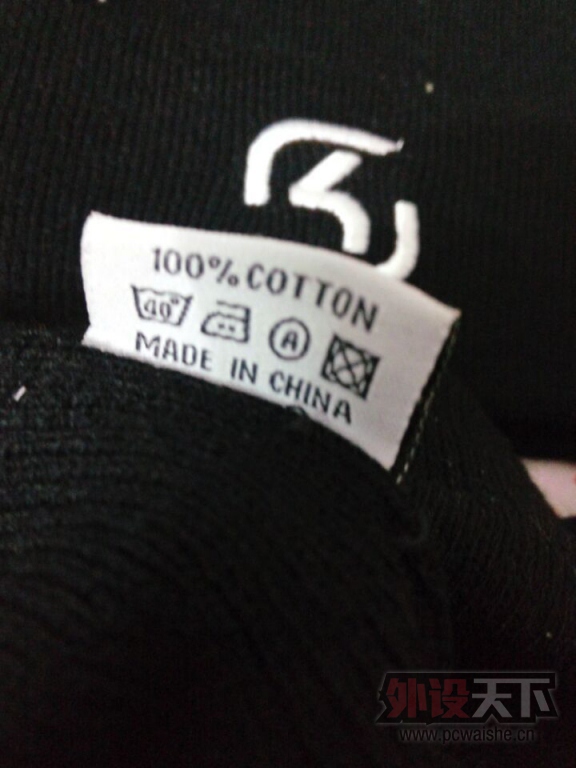 100% COTTON
40° A
MADE IN CHINA
外设天下
www.pcwaishe.cn